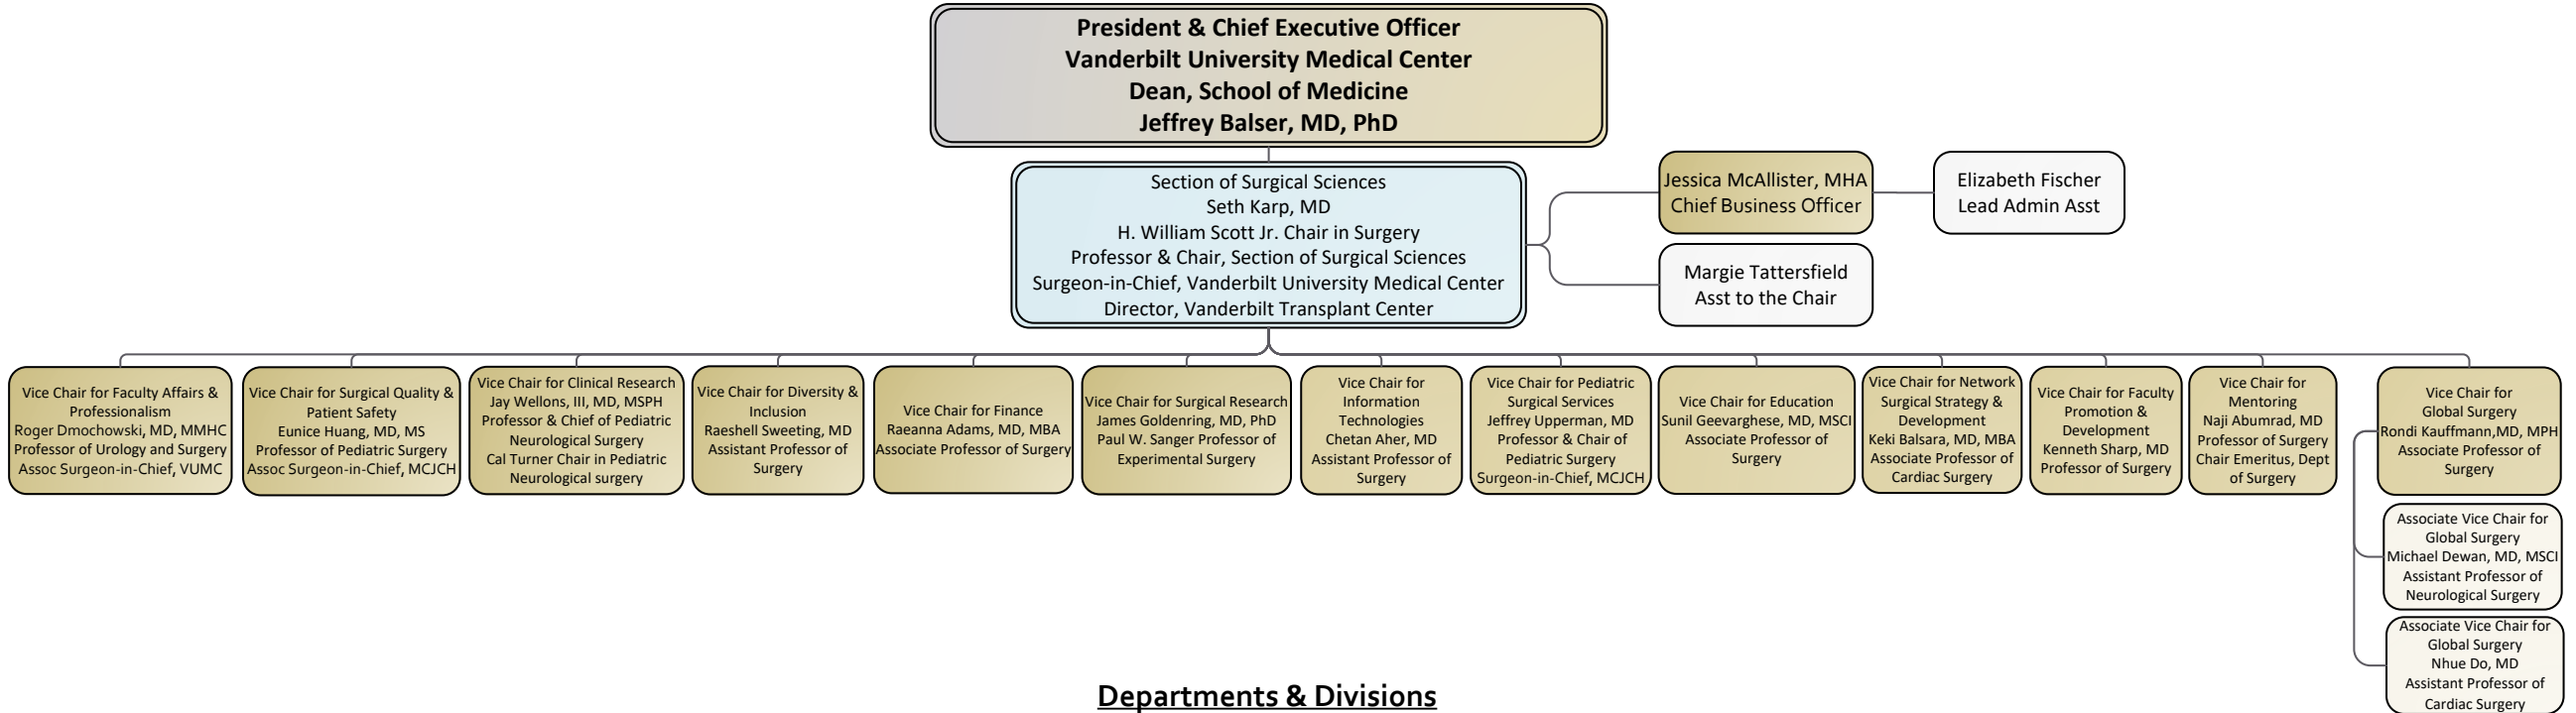 President & Chief Executive Officer
Vanderbilt University Medical Center
Dean, School of Medicine
Jeffrey Balser, MD, PhD
Section of Surgical Sciences
Seth Karp, MD
H. William Scott Jr. Chair in Surgery
Professor & Chair, Section of Surgical Sciences
Surgeon-in-Chief, Vanderbilt University Medical Center
Director, Vanderbilt Transplant Center
Jessica McAllister, MHA
Chief Business Officer
Elizabeth Fischer
Lead Admin Asst
Margie Tattersfield
Asst to the Chair
Vice Chair for Faculty Affairs &
Professionalism
Roger Dmochowski, MD, MMHC
Professor of Urology and Surgery
Assoc Surgeon-in-Chief, VUMC
Vice Chair for Surgical Quality &
Patient Safety
Eunice Huang, MD, MS
Professor of Pediatric Surgery
Assoc Surgeon-in-Chief, MCJCH
Vice Chair for Clinical Research
Jay Wellons, III, MD, MSPH
Professor & Chief of Pediatric
Neurological Surgery
Cal Turner Chair in Pediatric
Neurological surgery
Vice Chair for Diversity &
Inclusion
Raeshell Sweeting, MD
Assistant Professor of
Surgery
Vice Chair for Finance
Raeanna Adams, MD, MBA
Associate Professor of Surgery
Vice Chair for Surgical Research
James Goldenring, MD, PhD
Paul W. Sanger Professor of
Experimental Surgery
Vice Chair for
Information
Technologies
Chetan Aher, MD
Assistant Professor of
Surgery
Vice Chair for Pediatric
Surgical Services
Jeffrey Upperman, MD
Professor & Chair of
Pediatric Surgery
Surgeon-in-Chief, MCJCH
Vice Chair for Education
Sunil Geevarghese, MD, MSCI
Associate Professor of
Surgery
Vice Chair for Network
Surgical Strategy &
Development
Keki Balsara, MD, MBA
Associate Professor of
Cardiac Surgery
Vice Chair for Faculty
Promotion &
Development
Kenneth Sharp, MD
Professor of Surgery
Vice Chair for
Mentoring
Naji Abumrad, MD
Professor of Surgery
Chair Emeritus, Dept
of Surgery
Vice Chair for
Global Surgery
Rondi Kauffmann,MD, MPH
Associate Professor of
Surgery
Associate Vice Chair for
Global Surgery
Michael Dewan, MD, MSCI
Assistant Professor of
Neurological Surgery
Associate Vice Chair for
Global Surgery
Nhue Do, MD
Assistant Professor of
Cardiac Surgery
Departments & Divisions